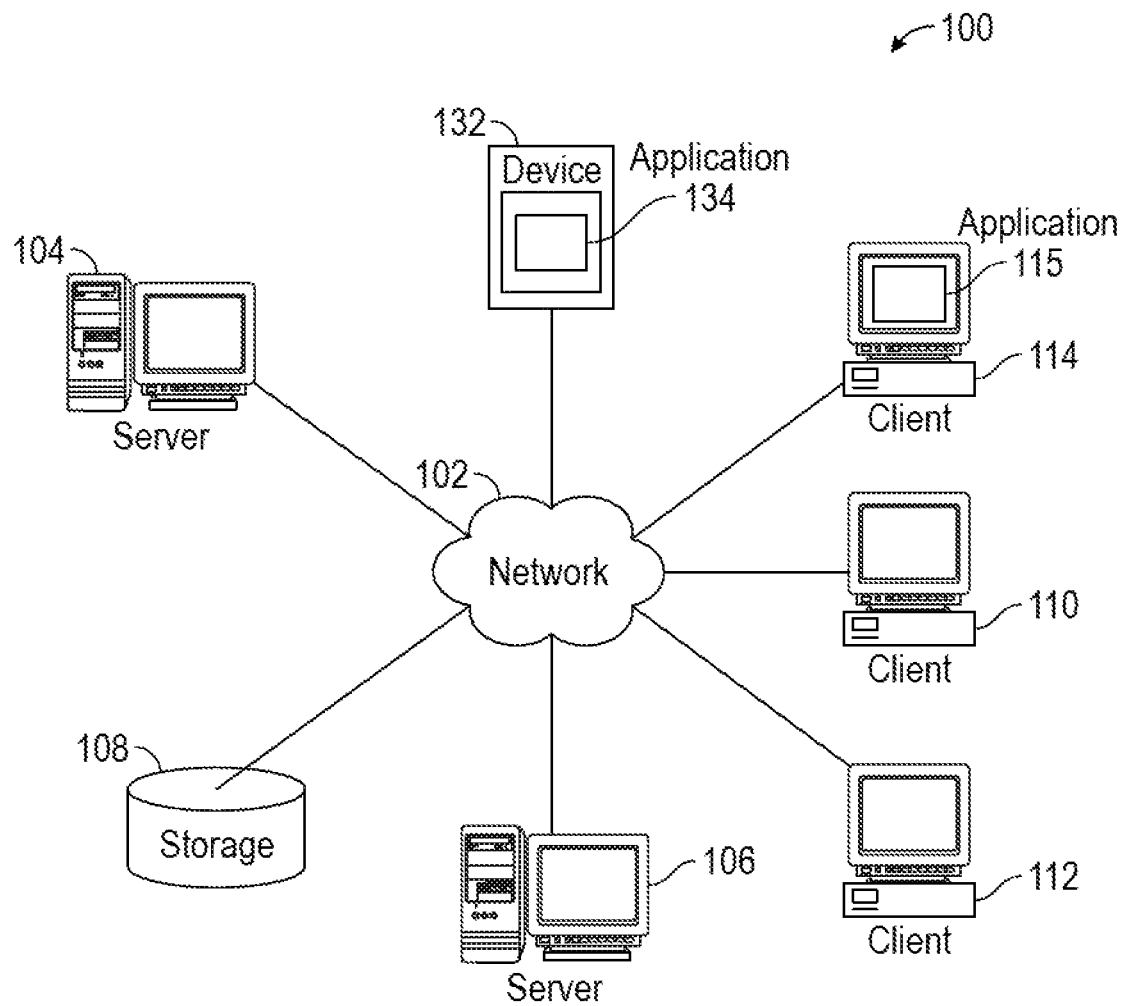 100
132
Device
Application
134
104
Server
Application
115
114
Client
102
Network
110
Client
108
Storage
106
Server
112
Client